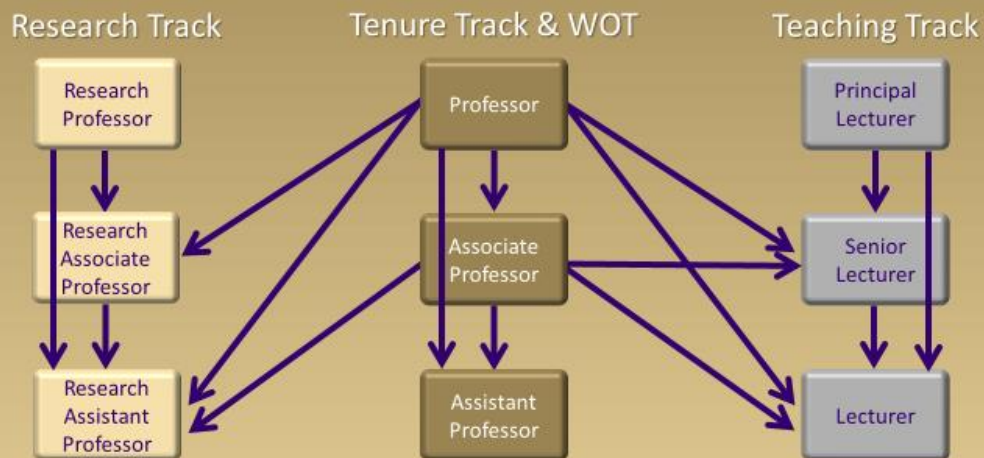 Research Track
Tenure Track & WOT
Teaching Track
Research
Professor
Professor
Principal
Lecturer
Research
Associate
Professor
Associate
Professor
Senior
Lecturer
Research
Assistant
Professor
Assistant
Professor
Lecturer